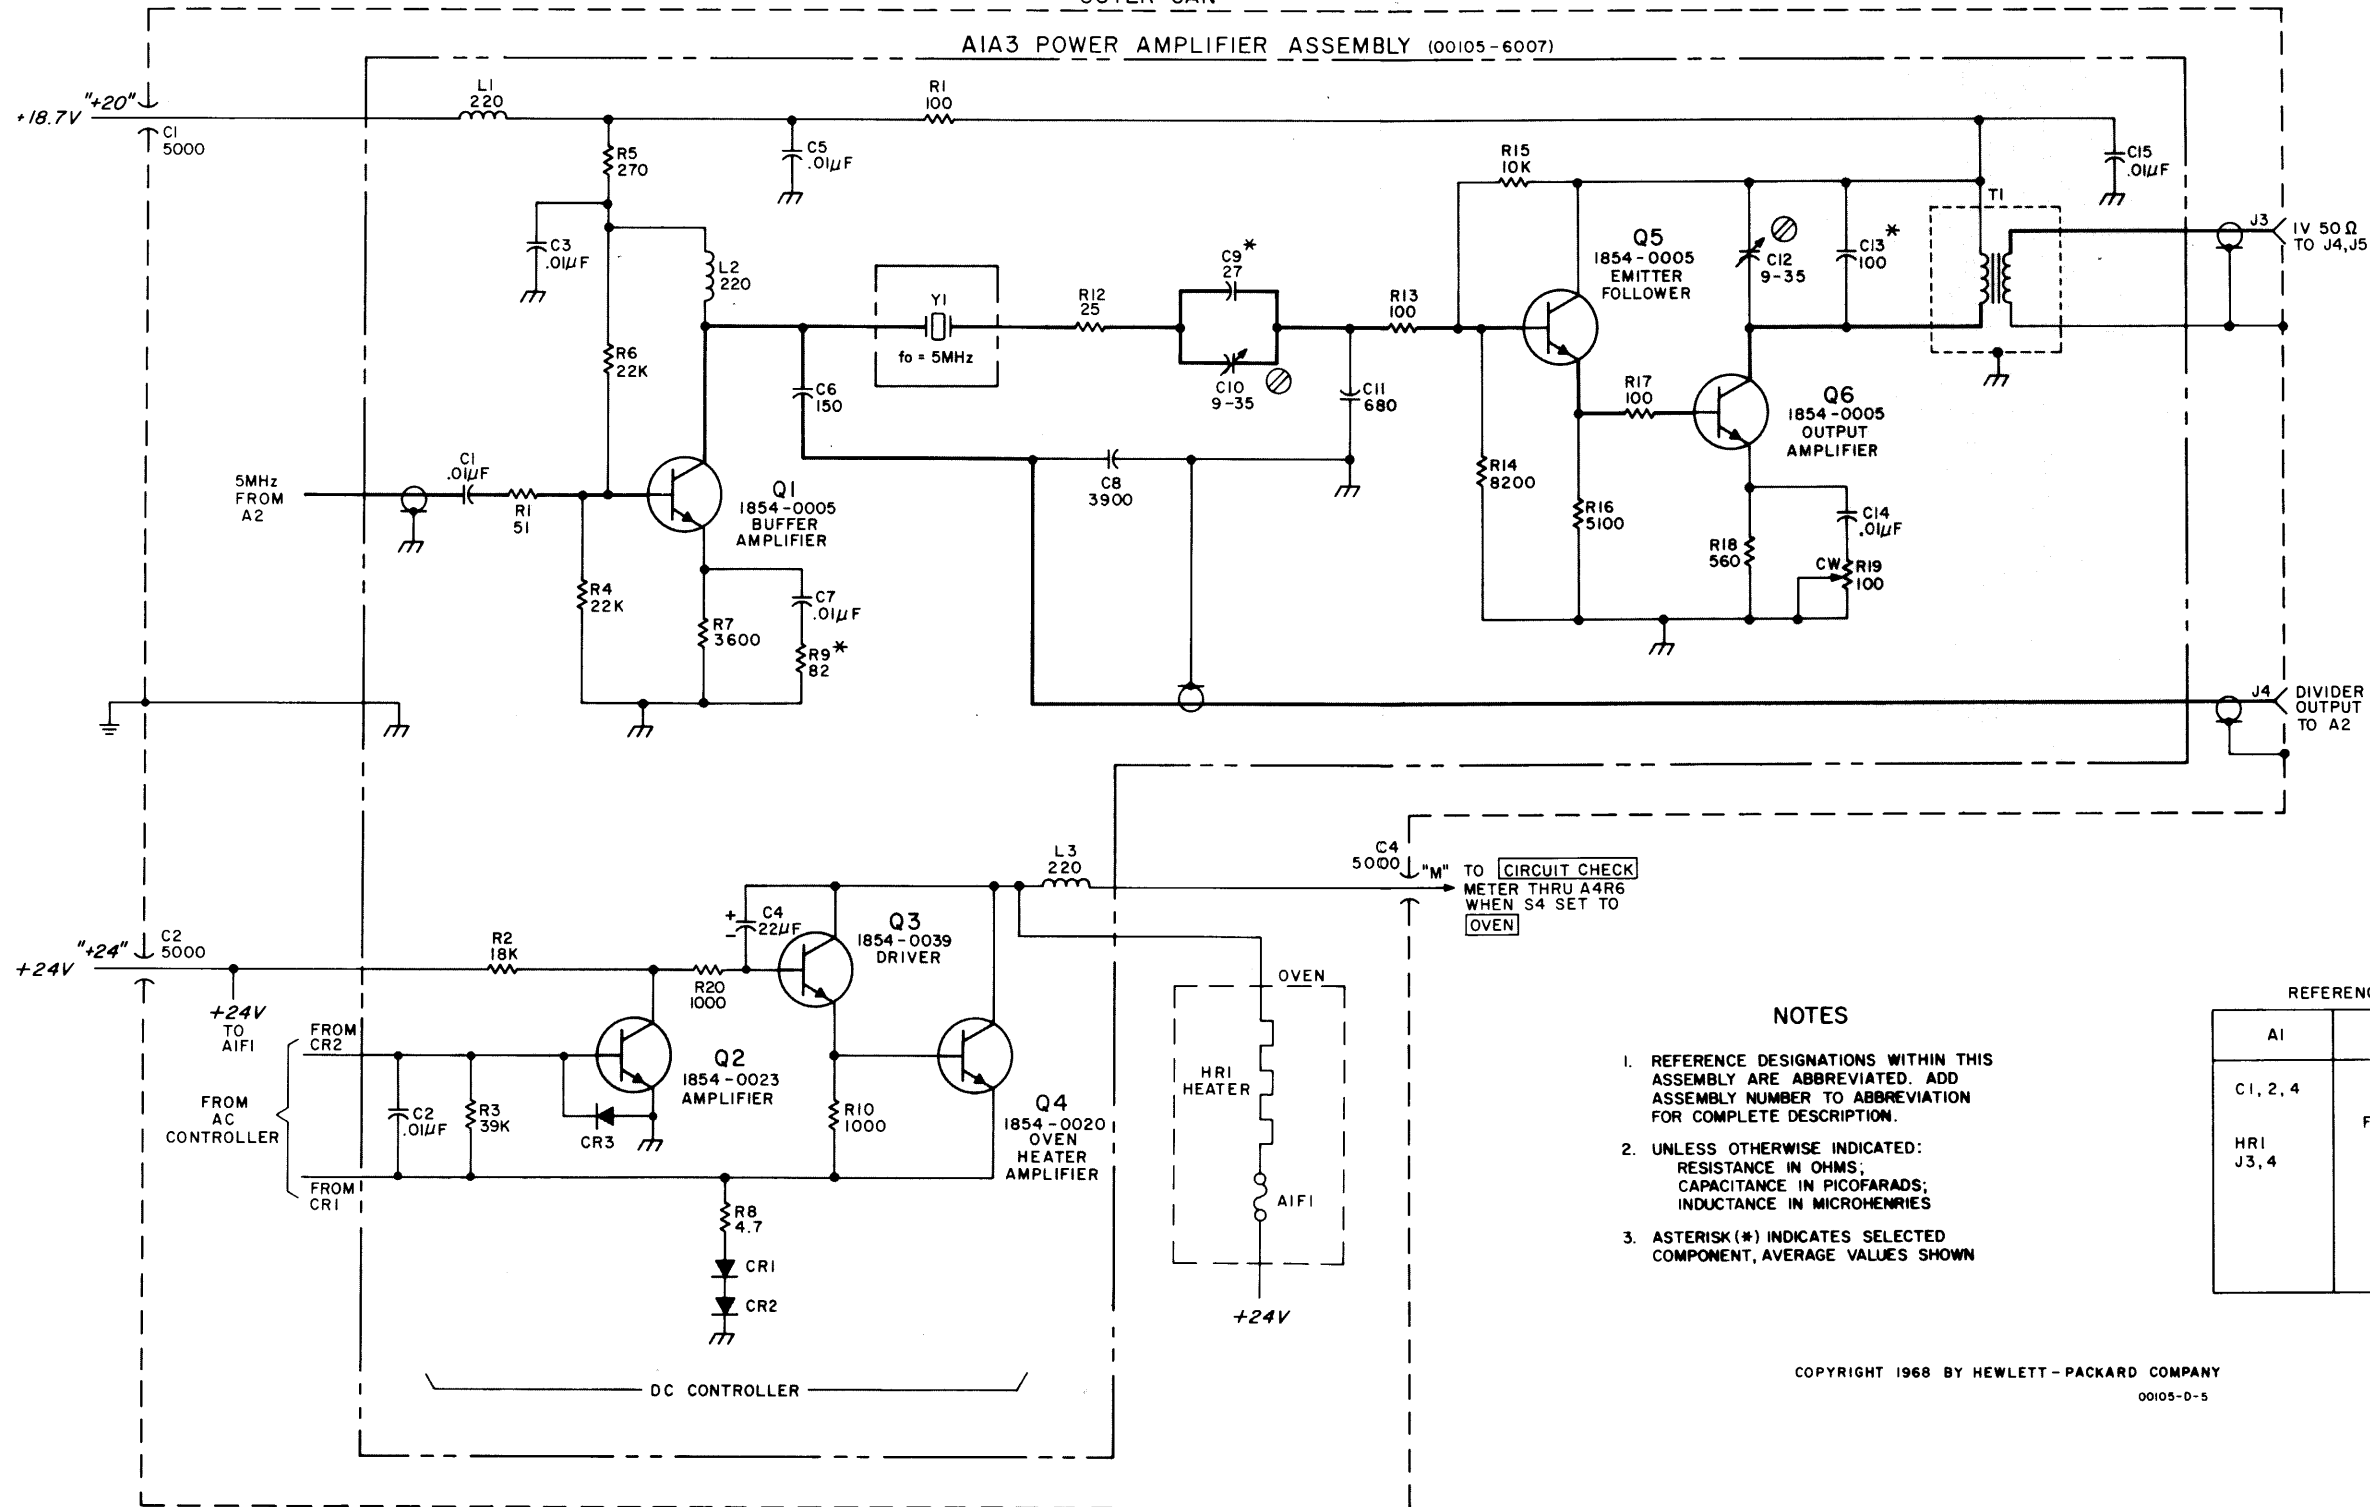 A1A3 POWER AMPLIFIER ASSEMBLY (00105-6007)
"+20"
+18.7V
C1
5000
L1
220
R1
100
R5
270
C5
.01µF
C3
.01µF
L2
220
R6
22K
Y1
fo = 5MHz
R12
25
C9*
27
C10
9-35
R13
100
C6
150
C11
680
R15
10K
Q5
1854-0005
EMITTER
FOLLOWER
C12
9-35
C13*
100
T1
C15
.01µF
J3
1V 50Ω
TO J4,J5
R17
100
Q6
1854-0005
OUTPUT
AMPLIFIER
5MHz
FROM
A2
C1
.01µF
R1
51
Q1
1854-0005
BUFFER
AMPLIFIER
C8
3900
R14
8200
R16
5100
C14
.01µF
R18
560
CW
R19
100
R4
22K
C7
.01µF
R7
3600
R9*
82
J4
DIVIDER
OUTPUT
TO A2
L3
220
C4
5000
"M"
TO CIRCUIT CHECK
METER THRU A4R6
WHEN S4 SET TO
OVEN
"+24"
+24V
C2
5000
R2
18K
+
C4
22µF
-
Q3
1854-0039
DRIVER
R20
1000
+24V
TO
A1F1
FROM
CR2
FROM
AC
CONTROLLER
FROM
CR1
C2
.01µF
R3
39K
Q2
1854-0023
AMPLIFIER
CR3
R10
1000
Q4
1854-0020
OVEN
HEATER
AMPLIFIER
R8
4.7
CR1
CR2
DC CONTROLLER
OVEN
HR1
HEATER
A1F1
+24V
NOTES
1. REFERENCE DESIGNATIONS WITHIN THIS
ASSEMBLY ARE ABBREVIATED. ADD
ASSEMBLY NUMBER TO ABBREVIATION
FOR COMPLETE DESCRIPTION.
2. UNLESS OTHERWISE INDICATED:
RESISTANCE IN OHMS;
CAPACITANCE IN PICOFARADS;
INDUCTANCE IN MICROHENRIES
3. ASTERISK (*) INDICATES SELECTED
COMPONENT, AVERAGE VALUES SHOWN
A1
C1, 2, 4
HR1
J3, 4
COPYRIGHT 1968 BY HEWLETT-PACKARD COMPANY
00105-D-5